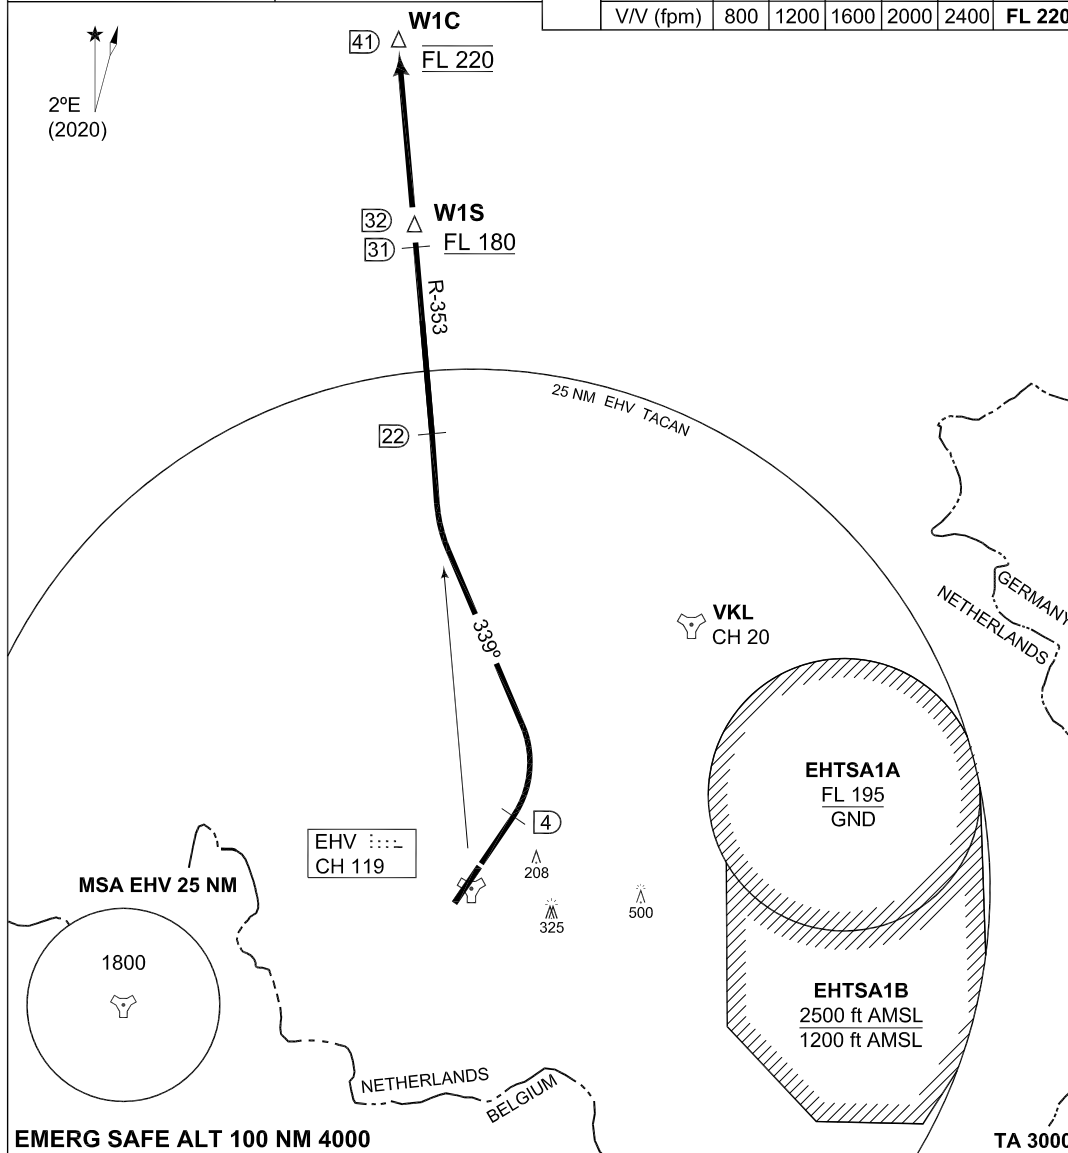 V/V (fpm) 800 1200 1600 2000 2400 FL 220
W1C
41
FL 220
2ºE
(2020)
W1S
32
FL 180
31
R-353
25 NM EHV TACAN
22
GERMANY
NETHERLANDS
VKL
CH 20
339º
EHTSA1A
FL 195
GND
4
EHV
CH 119
208
MSA EHV 25 NM
500
325
1800
EHTSA1B
2500 ft AMSL
1200 ft AMSL
NETHERLANDS
BELGIUM
EMERG SAFE ALT 100 NM 4000
TA 3000